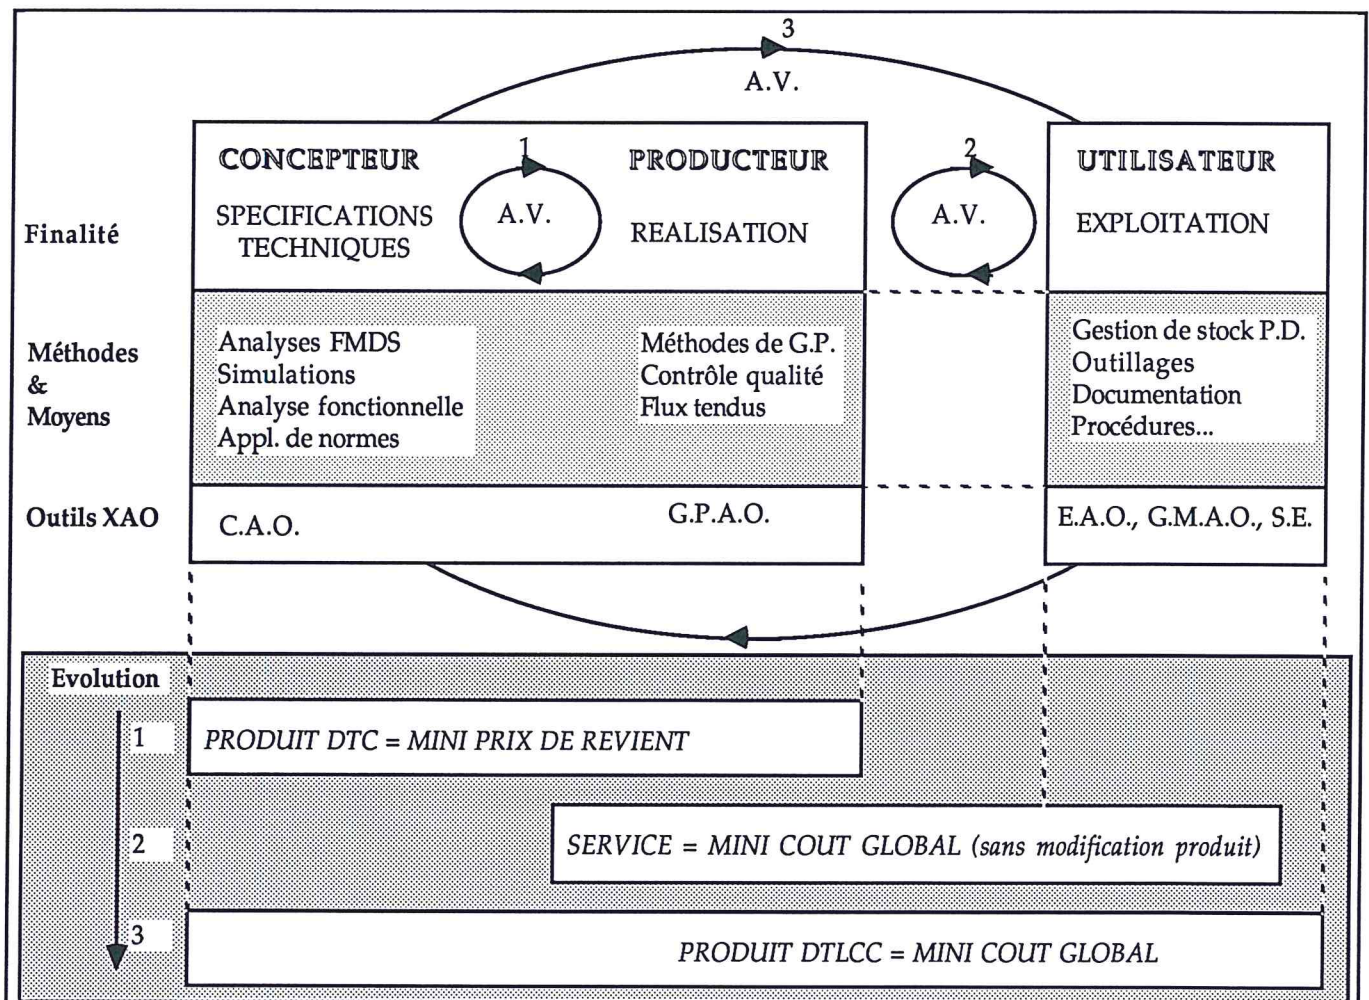 3
A.V.
CONCEPTEUR
1
PRODUCTEUR
2
UTILISATEUR
Finalité
SPECIFICATIONS
TECHNIQUES
A.V.
REALISATION
A.V.
EXPLOITATION
Méthodes
&
Moyens
Analyses FMDS
Simulations
Analyse fonctionnelle
Appl. de normes
Méthodes de G.P.
Contrôle qualité
Flux tendus
Gestion de stock P.D.
Outillages
Documentation
Procédures...
Outils XAO
C.A.O.
G.P.A.O.
E.A.O., G.M.A.O., S.E.
Evolution
1
PRODUIT DTC = MINI PRIX DE REVIENT
2
SERVICE = MINI COUT GLOBAL (sans modification produit)
3
PRODUIT DTLCC = MINI COUT GLOBAL